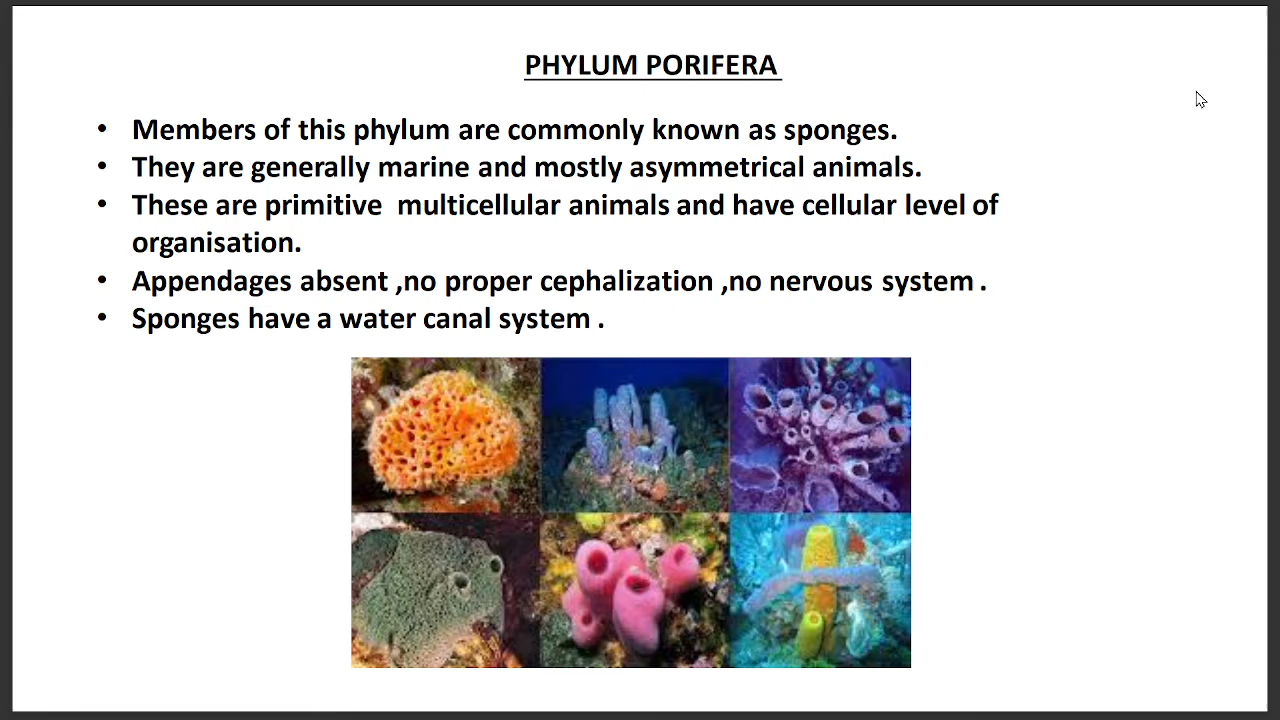 PHYLUM PORIFERA
• Members of this phylum are commonly known as sponges.
• They are generally marine and mostly asymmetrical animals.
• These are primitive  multicellular animals and have cellular level of
organisation.
• Appendages absent ,no proper cephalization ,no nervous system .
• Sponges have a water canal system .